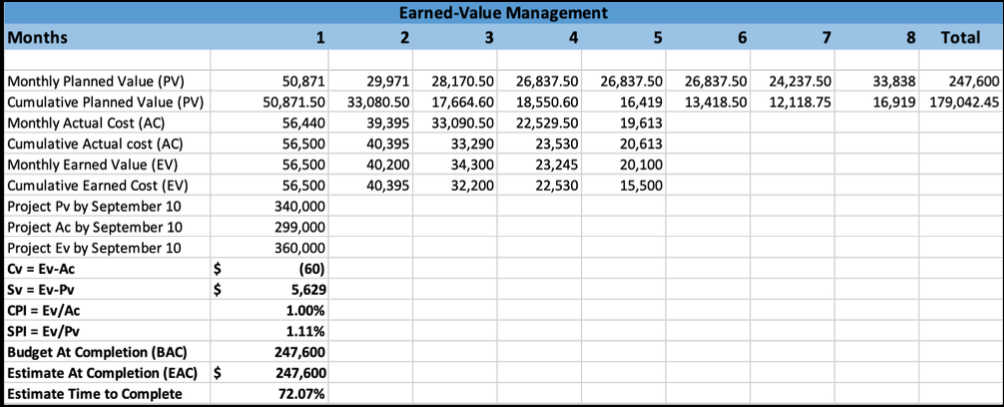 Earned-Value Management
Months 1 2 3 4 5 6 7 8 Total
Monthly Planned Value (PV) 50,871 29,971 28,170.50 26,837.50 26,837.50 26,837.50 24,237.50 33,838 247,600
Cumulative Planned Value (PV) 50,871.50 33,080.50 17,664.60 18,550.60 16,419 13,418.50 12,118.75 16,919 179,042.45
Monthly Actual Cost (AC) 56,440 39,395 33,090.50 22,529.50 19,613
Cumulative Actual cost (AC) 56,500 40,395 33,290 23,530 20,613
Monthly Earned Value (EV) 56,500 40,200 34,300 23,245 20,100
Cumulative Earned Cost (EV) 56,500 40,395 32,200 22,530 15,500
Project Pv by September 10 340,000
Project Ac by September 10 299,000
Project Ev by September 10 360,000
Cv = Ev-Ac $ (60)
Sv = Ev-Pv $ 5,629
CPI = Ev/Ac 1.00%
SPI = Ev/Pv 1.11%
Budget At Completion (BAC) 247,600
Estimate At Completion (EAC) $ 247,600
Estimate Time to Complete 72.07%